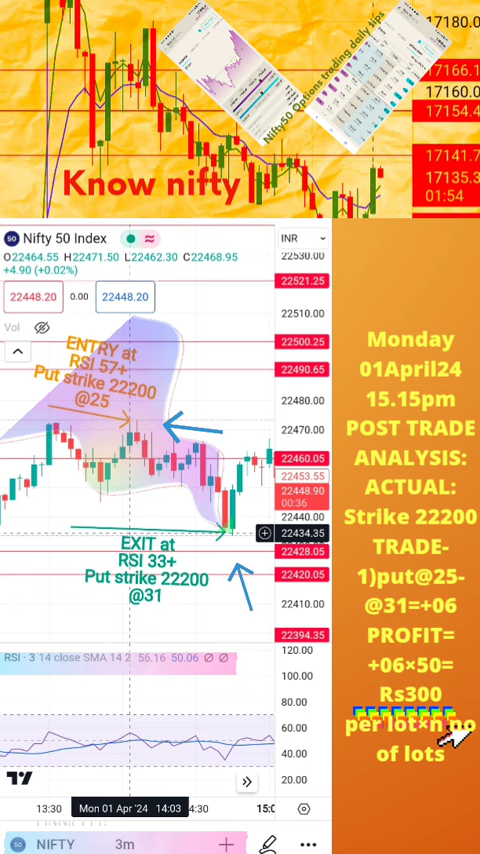 17180.0
17166.1
17160.00
17154.4
Nifty50 Options trading daily tips
17141.7
17135.3
01:54
Know nifty
50 Nifty 50 Index
INR
O22464.55 H22471.50 L22462.30 C22468.95
+4.90 (+0.02%)
22448.20 0.00 22448.20
Vol
22530.00
22521.25
22510.00
22500.25
22490.65
22480.00
22470.00
22460.05
22453.55
22448.90
00:36
22440.00
22434.35
22428.05
22420.05
22410.00
22394.35
ENTRY at
RSI 57+
Put strike 22200
@25
EXIT at
RSI 33+
Put strike 22200
@31
Monday
01April24
15.15pm
POST TRADE
ANALYSIS:
ACTUAL:
Strike 22200
TRADE-
1)put@25-
@31=+06
PROFIT=
+06×50=
Rs300
per lot×n no
of lots
120.00
RSI · 3 14 close SMA 14 2 56.16 50.06 Ø Ø
100.00
80.00
60.00
40.00
20.00
13:30 Mon 01 Apr '24 14:03 4:30 15:0
50 NIFTY 3m